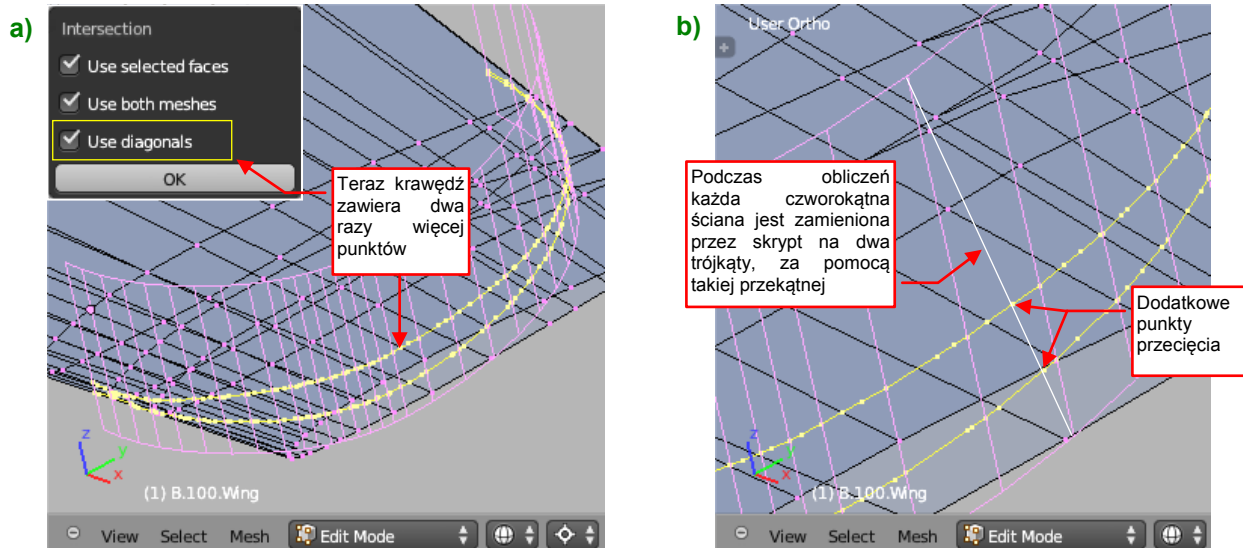 a)
Intersection
Use selected faces
Use both meshes
Use diagonals
OK
Teraz krawędź
zawiera dwa
razy więcej
punktów
z
y
x
(1) B.100.Wing
View Select Mesh Edit Mode
b)
User Ortho
Podczas obliczeń
każda czworokątna
ściana jest zamieniona
przez skrypt na dwa
trójkąty, za pomocą
takiej przekątnej
Dodatkowe
punkty
przecięcia
z
y
x
(1) B.100.Wing
View Select Mesh Edit Mode